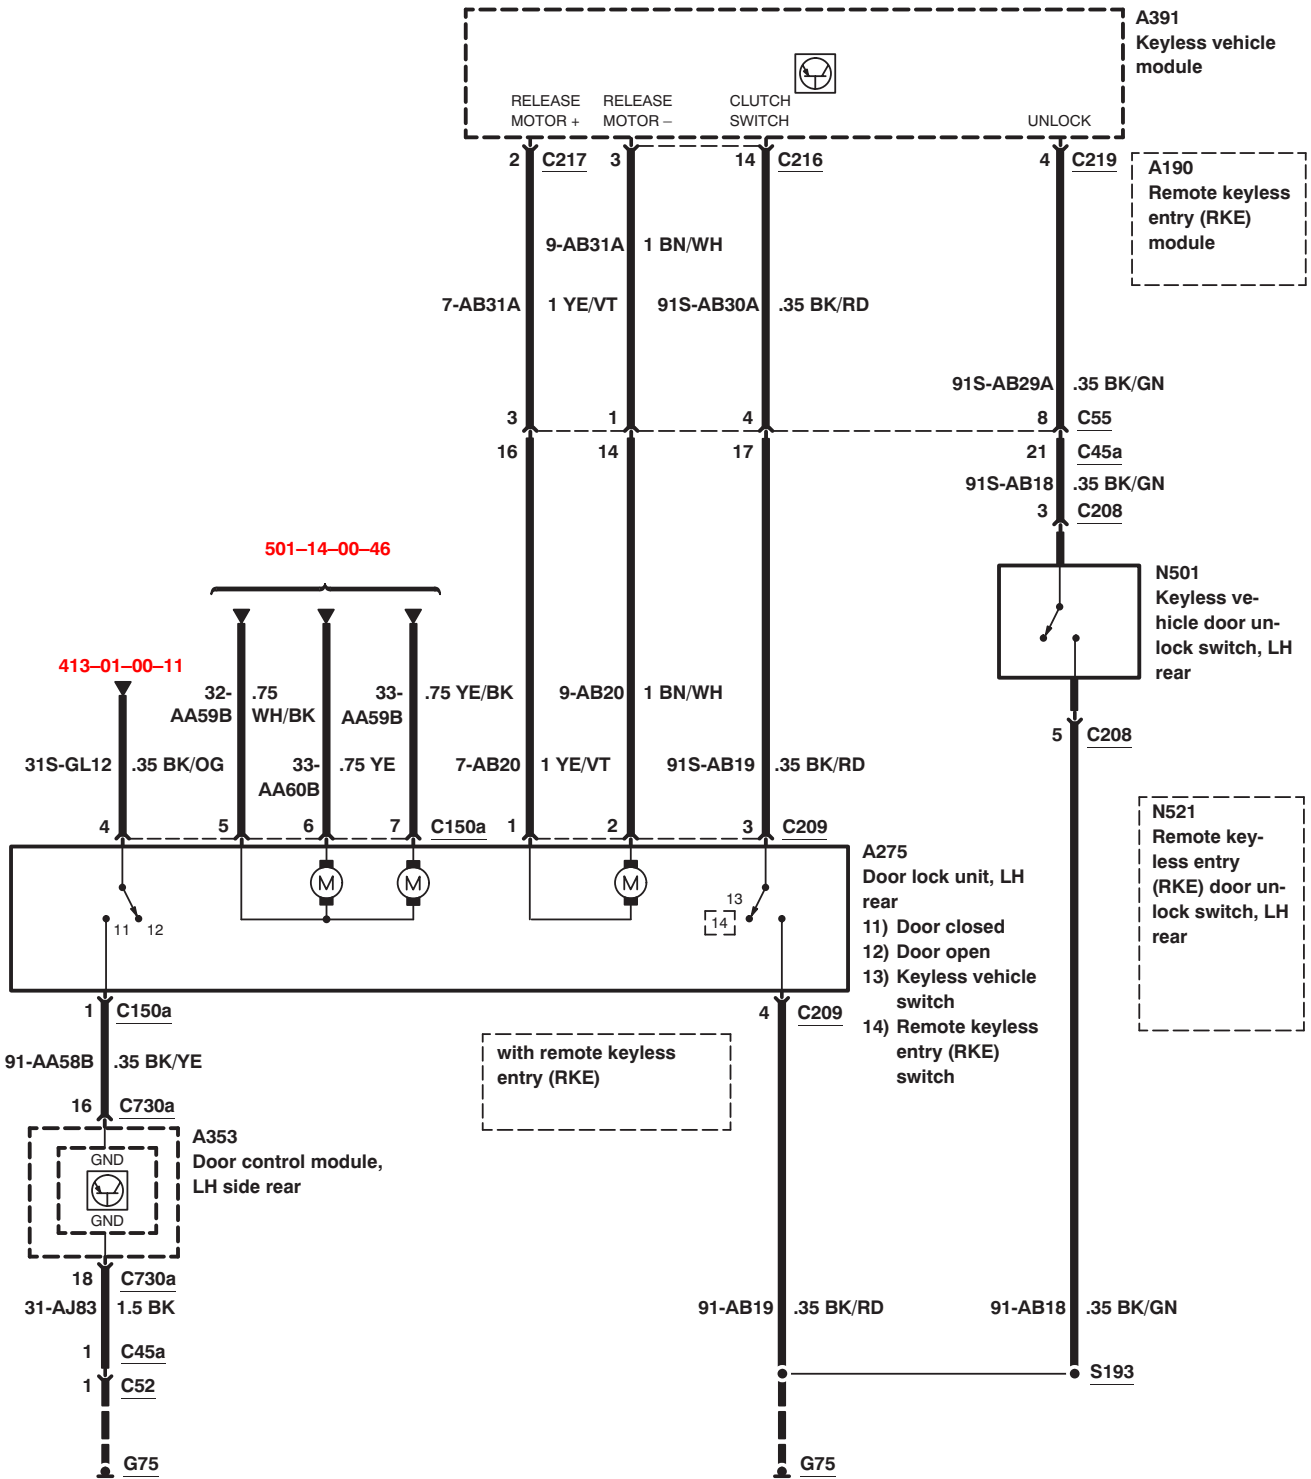 A391
Keyless vehicle
module
RELEASE
MOTOR +
RELEASE
MOTOR –
CLUTCH
SWITCH
UNLOCK
2 C217
3
14 C216
4 C219
A190
Remote keyless
entry (RKE)
module
9-AB31A 1 BN/WH
7-AB31A 1 YE/VT
91S-AB30A .35 BK/RD
91S-AB29A .35 BK/GN
3 1 4 8 C55
16 14 17 21 C45a
91S-AB18 .35 BK/GN
3 C208
501–14–00–46
N501
Keyless ve-
hicle door un-
lock switch, LH
rear
413–01–00–11
32-
AA59B
.75
WH/BK
33-
AA59B
.75 YE/BK
9-AB20 1 BN/WH
5 C208
31S-GL12 .35 BK/OG
33-
AA60B
.75 YE
7-AB20 1 YE/VT
91S-AB19 .35 BK/RD
4 5 6 7 C150a 1 2 3 C209
N521
Remote key-
less entry
(RKE) door un-
lock switch, LH
rear
M M M
11 12
13
14
A275
Door lock unit, LH
rear
11) Door closed
12) Door open
13) Keyless vehicle
switch
14) Remote keyless
entry (RKE)
switch
1 C150a
4 C209
with remote keyless
entry (RKE)
91-AA58B .35 BK/YE
16 C730a
A353
Door control module,
LH side rear
GND
GND
18 C730a
31-AJ83 1.5 BK
91-AB19 .35 BK/RD
91-AB18 .35 BK/GN
1 C45a
1 C52
S193
G75
G75